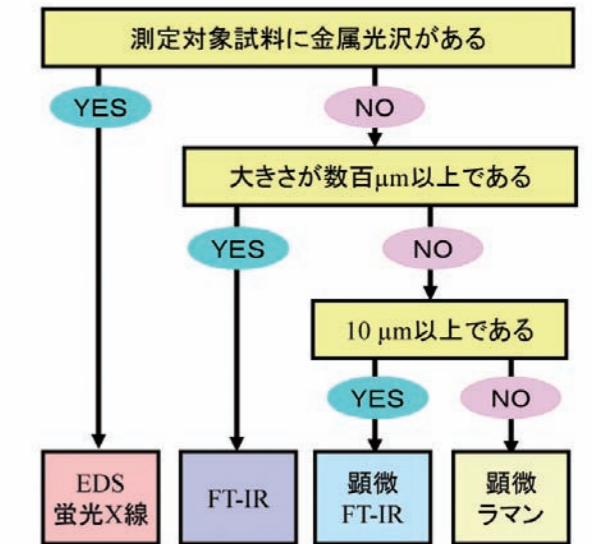 測定対象試料に金属光沢がある
YES
NO
大きさが数百μm以上である
YES
NO
10 μm以上である
YES
NO
EDS
蛍光X線
FT-IR
顕微
FT-IR
顕微
ラマン